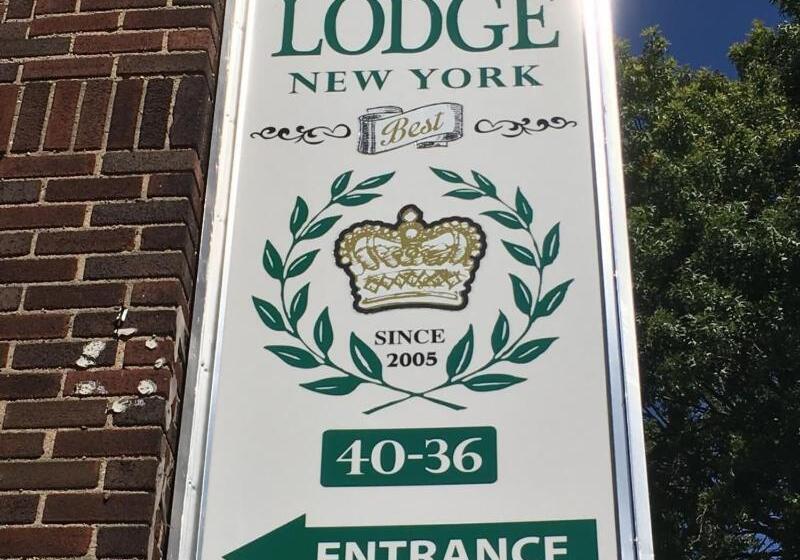 LODGE
NEW YORK
Best
SINCE
2005
40-36
ENTRANCE